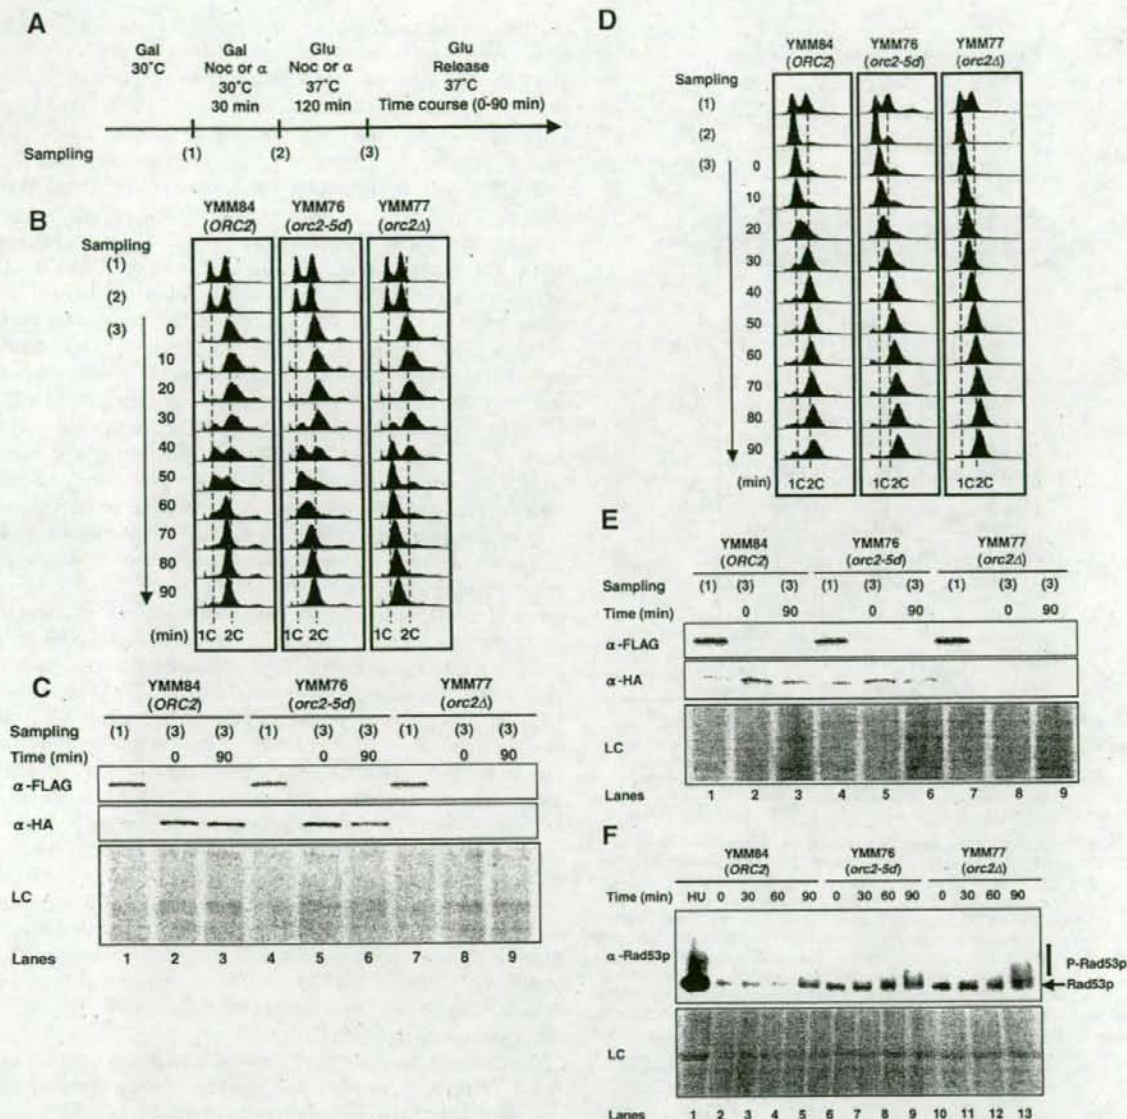 A
Gal Gal Glu Glu
30°C Noc or α Noc or α Release
30°C 37°C 37°C
30 min 120 min Time course (0-90 min)
Sampling (1) (2) (3)
B
YMM84 YMM76 YMM77
(ORC2) (orc2-5d) (orc2Δ)
Sampling
(1)
(2)
(3) 0
10
20
30
40
50
60
70
80
90
(min) 1C 2C 1C 2C 1C 2C
C
YMM84 YMM76 YMM77
(ORC2) (orc2-5d) (orc2Δ)
Sampling (1) (3) (3) (1) (3) (3) (1) (3) (3)
Time (min) 0 90 0 90 0 90
α-FLAG
α-HA
LC
Lanes 1 2 3 4 5 6 7 8 9
D
YMM84 YMM76 YMM77
(ORC2) (orc2-5d) (orc2Δ)
Sampling
(1)
(2)
(3) 0
10
20
30
40
50
60
70
80
90
(min) 1C2C 1C2C 1C 2C
E
YMM84 YMM76 YMM77
(ORC2) (orc2-5d) (orc2Δ)
Sampling (1) (3) (3) (1) (3) (3) (1) (3) (3)
Time (min) 0 90 0 90 0 90
α-FLAG
α-HA
LC
Lanes 1 2 3 4 5 6 7 8 9
F
YMM84 YMM76 YMM77
(ORC2) (orc2-5d) (orc2Δ)
Time (min) HU 0 30 60 90 0 30 60 90 0 30 60 90
α-Rad53p P-Rad53p
Rad53p
LC
Lanes 1 2 3 4 5 6 7 8 9 10 11 12 13